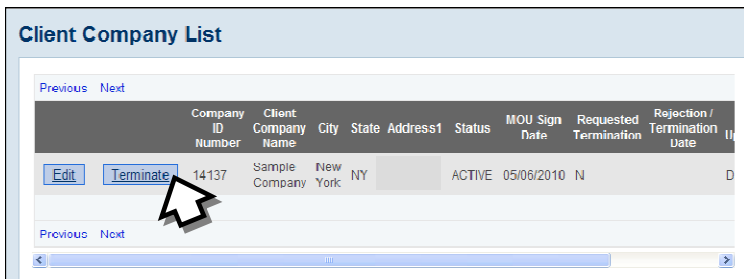 Client Company List
Previous Next
Company ID Number Client Company Name City State Address1 Status MOU Sign Date Requested Termination Rejection / Termination Date
Edit Terminate 14137 Sample Company New York NY ACTIVE 05/06/2010 N D
Previous Next